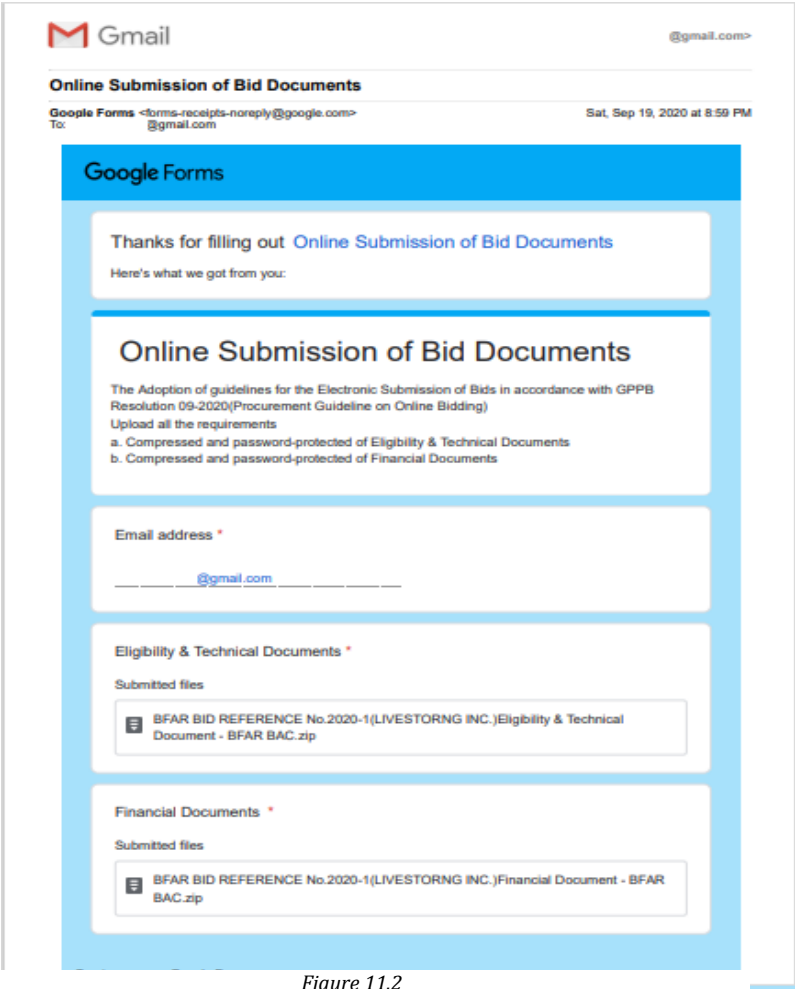 Gmail
@gmail.com>
Online Submission of Bid Documents
Google Forms <forms-receipts-noreply@google.com>
Sat, Sep 19, 2020 at 8:59 PM
To: @gmail.com
Google Forms
Thanks for filling out Online Submission of Bid Documents
Here's what we got from you:
Online Submission of Bid Documents
The Adoption of guidelines for the Electronic Submission of Bids in accordance with GPPB
Resolution 09-2020(Procurement Guideline on Online Bidding)
Upload all the requirements
a. Compressed and password-protected of Eligibility & Technical Documents
b. Compressed and password-protected of Financial Documents
Email address *
@gmail.com
Eligibility & Technical Documents *
Submitted files
BFAR BID REFERENCE No.2020-1(LIVESTORNG INC.)Eligibility & Technical
Document - BFAR BAC.zip
Financial Documents *
Submitted files
BFAR BID REFERENCE No.2020-1(LIVESTORNG INC.)Financial Document - BFAR
BAC.zip
Figure 11.2